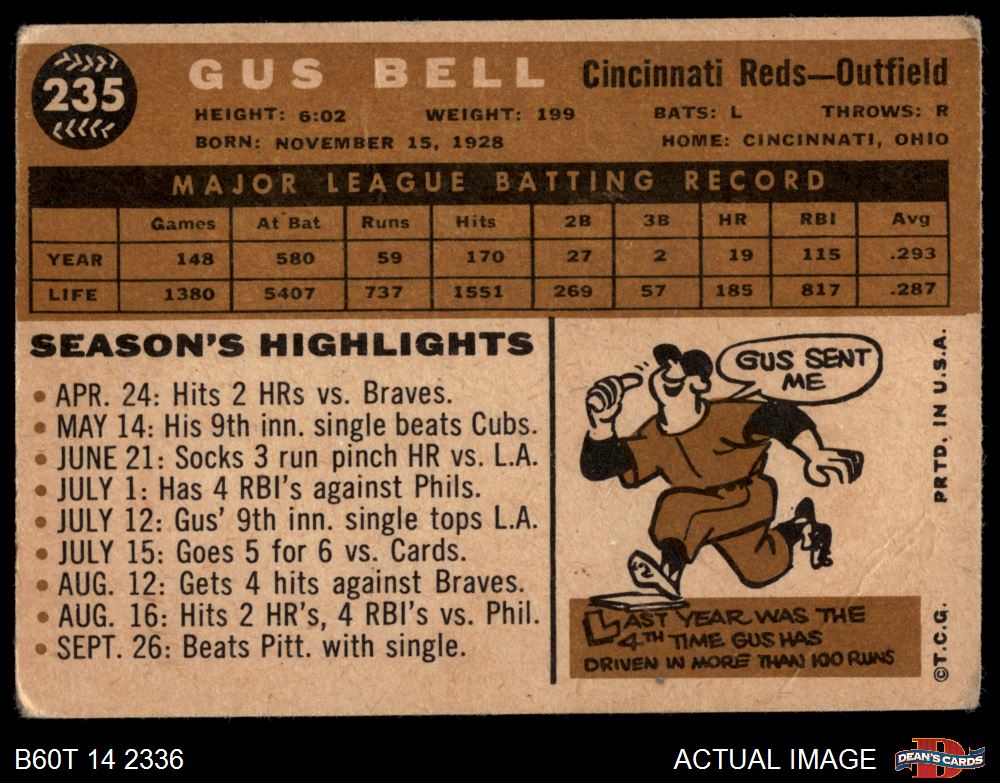 235
GUS BELL Cincinnati Reds—Outfield
HEIGHT: 6:02 WEIGHT: 199 BATS: L THROWS: R
BORN: NOVEMBER 15, 1928 HOME: CINCINNATI, OHIO
MAJOR LEAGUE BATTING RECORD
Games At Bat Runs Hits 2B 3B HR RBI Avg
YEAR 148 580 59 170 27 2 19 115 .293
LIFE 1380 5407 737 1551 269 57 185 817 .287
SEASON'S HIGHLIGHTS
• APR. 24: Hits 2 HRs vs. Braves.
• MAY 14: His 9th inn. single beats Cubs.
• JUNE 21: Socks 3 run pinch HR vs. L.A.
• JULY 1: Has 4 RBI's against Phils.
• JULY 12: Gus' 9th inn. single tops L.A.
• JULY 15: Goes 5 for 6 vs. Cards.
• AUG. 12: Gets 4 hits against Braves.
• AUG. 16: Hits 2 HR's, 4 RBI's vs. Phil.
• SEPT. 26: Beats Pitt. with single.
GUS SENT
ME
LAST YEAR WAS THE
4TH TIME GUS HAS
DRIVEN IN MORE THAN 100 RUNS
©T.C.G. PRTD. IN U.S.A.
B60T 14 2336 ACTUAL IMAGE
D
DEAN'S CARDS